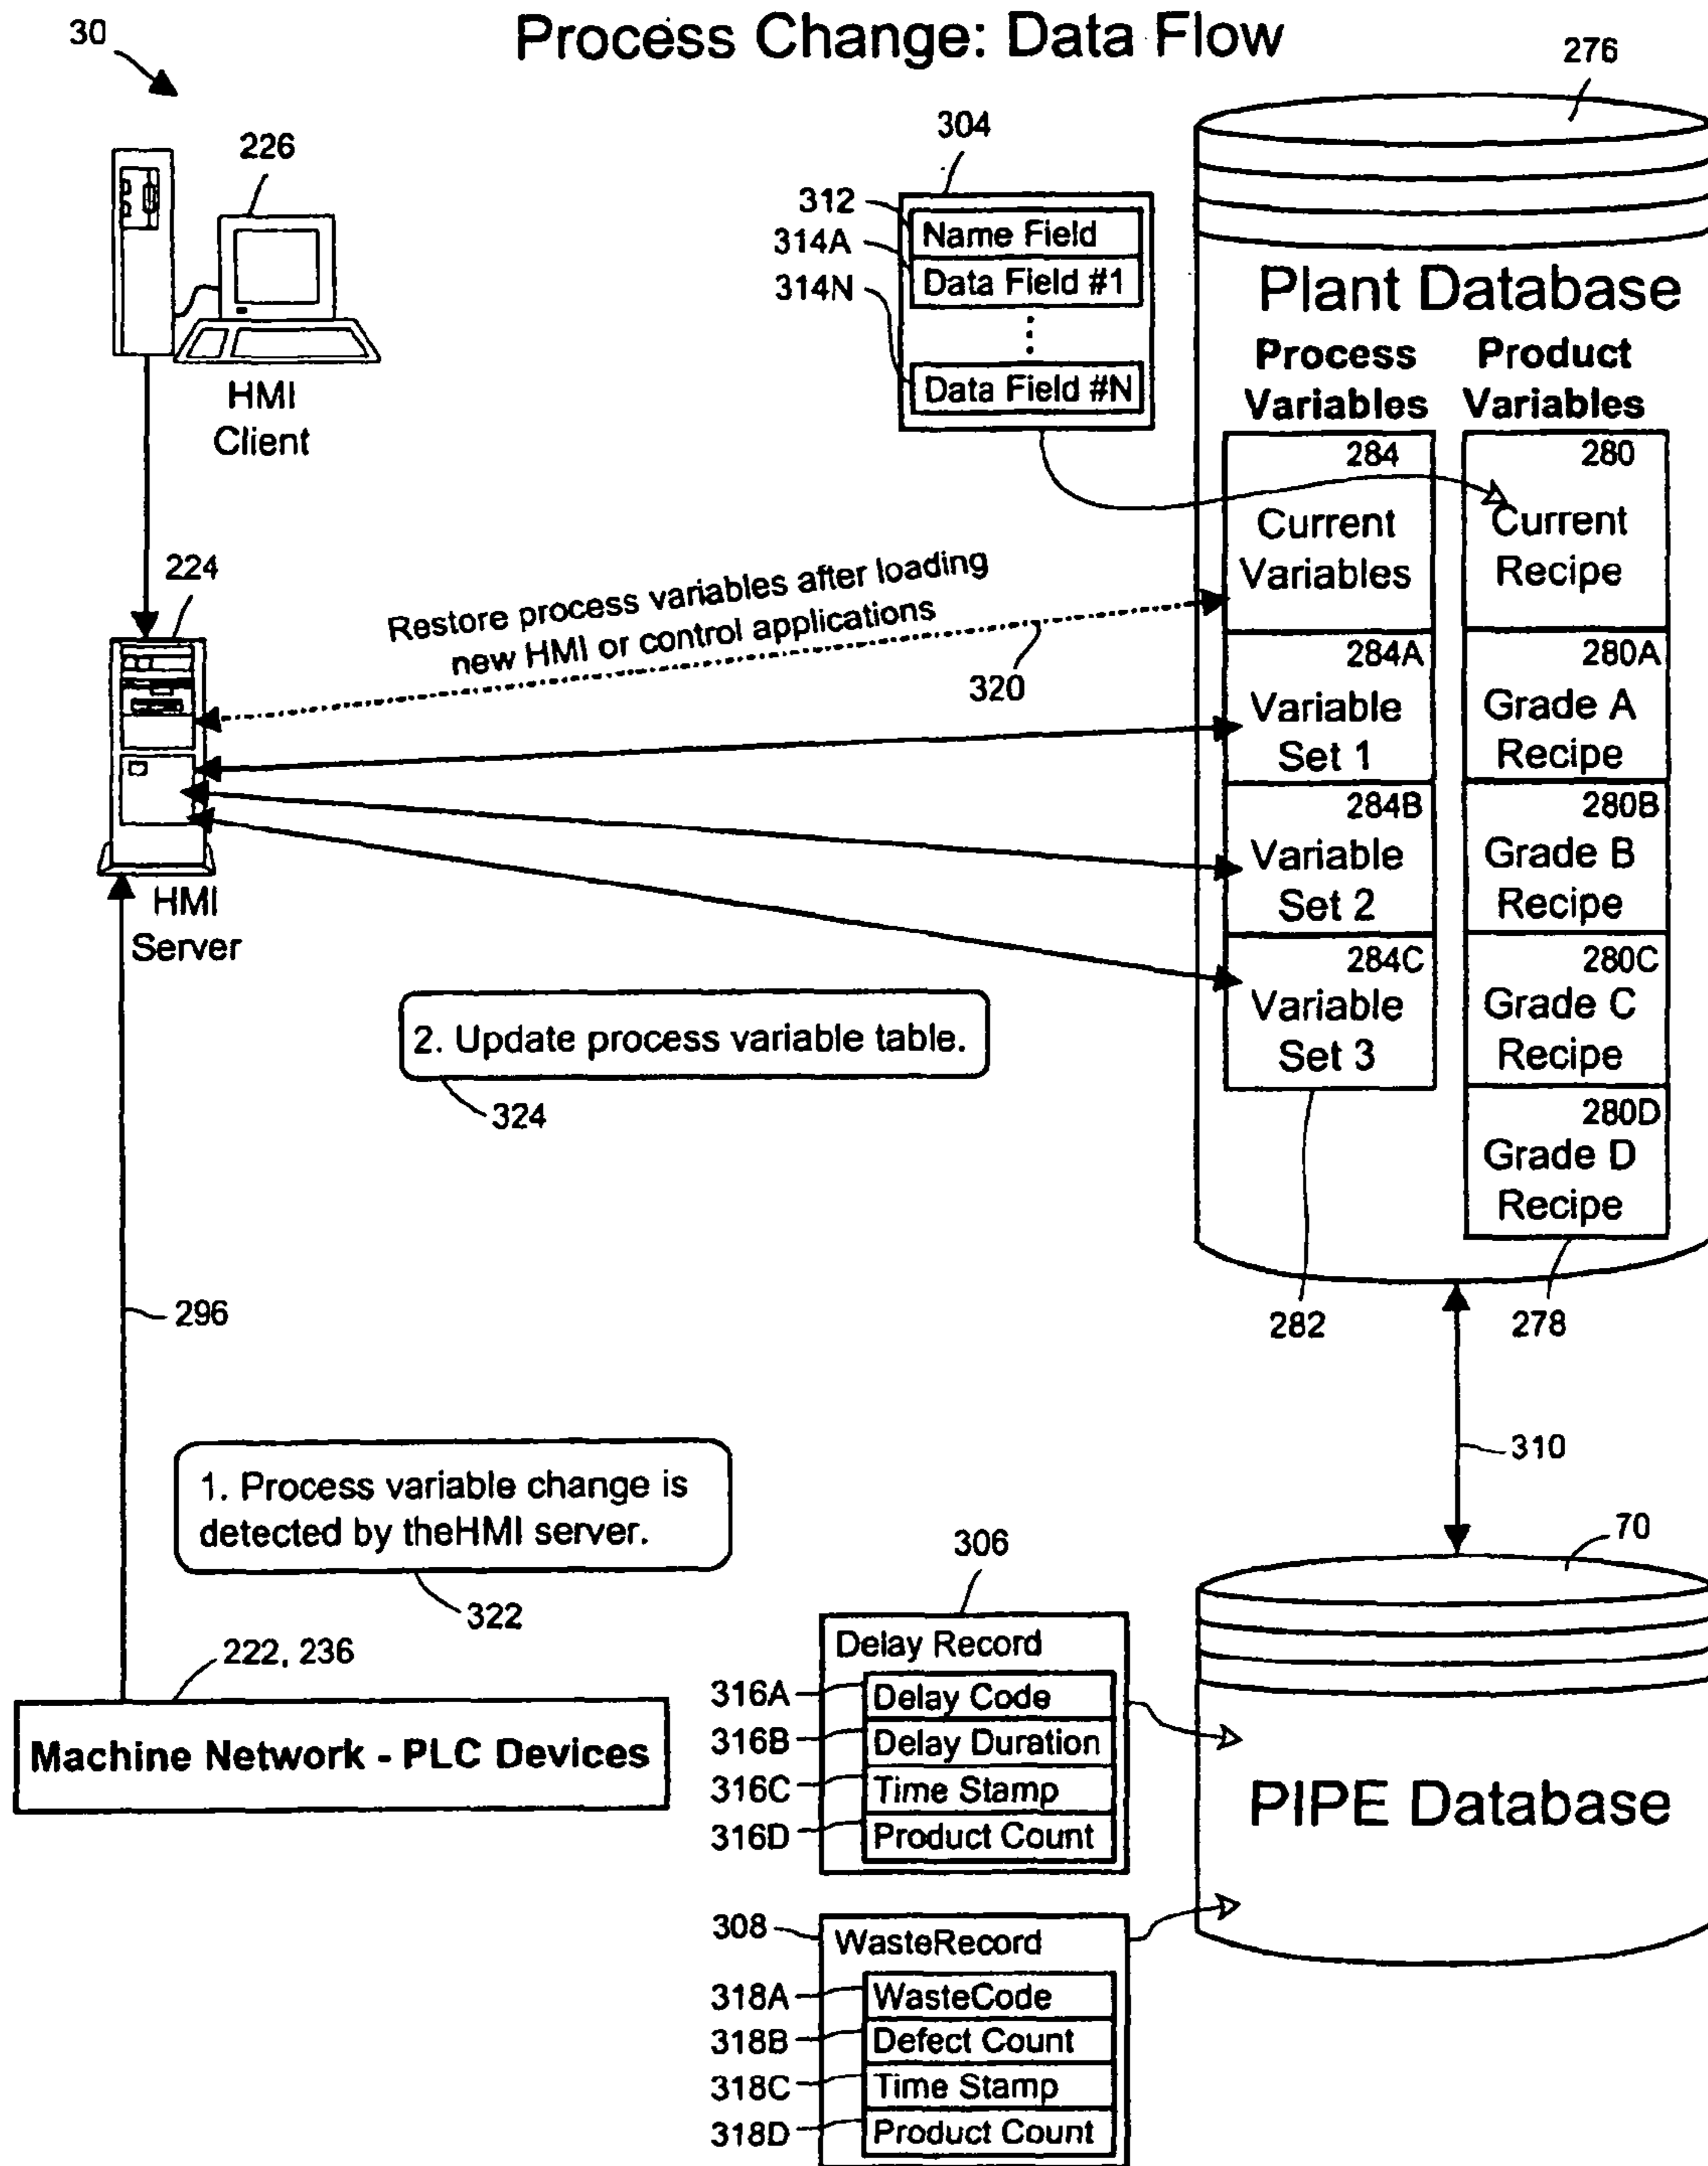 Process Change: Data Flow
30
276
226
304
312
Name Field
314A
Data Field #1
314N
Data Field #N
Plant Database
Process
Variables
Product
Variables
HMI
Client
284
Current
Variables
280
Current
Recipe
224
Restore process variables after loading
new HMI or control applications
320
284A
Variable
Set 1
280A
Grade A
Recipe
284B
Variable
Set 2
280B
Grade B
Recipe
HMI
Server
284C
Variable
Set 3
280C
Grade C
Recipe
2. Update process variable table.
324
280D
Grade D
Recipe
296
282
278
310
1. Process variable change is
detected by theHMI server.
322
70
306
222, 236
Machine Network - PLC Devices
Delay Record
316A
Delay Code
316B
Delay Duration
316C
Time Stamp
316D
Product Count
PIPE Database
308
WasteRecord
318A
WasteCode
318B
Defect Count
318C
Time Stamp
318D
Product Count